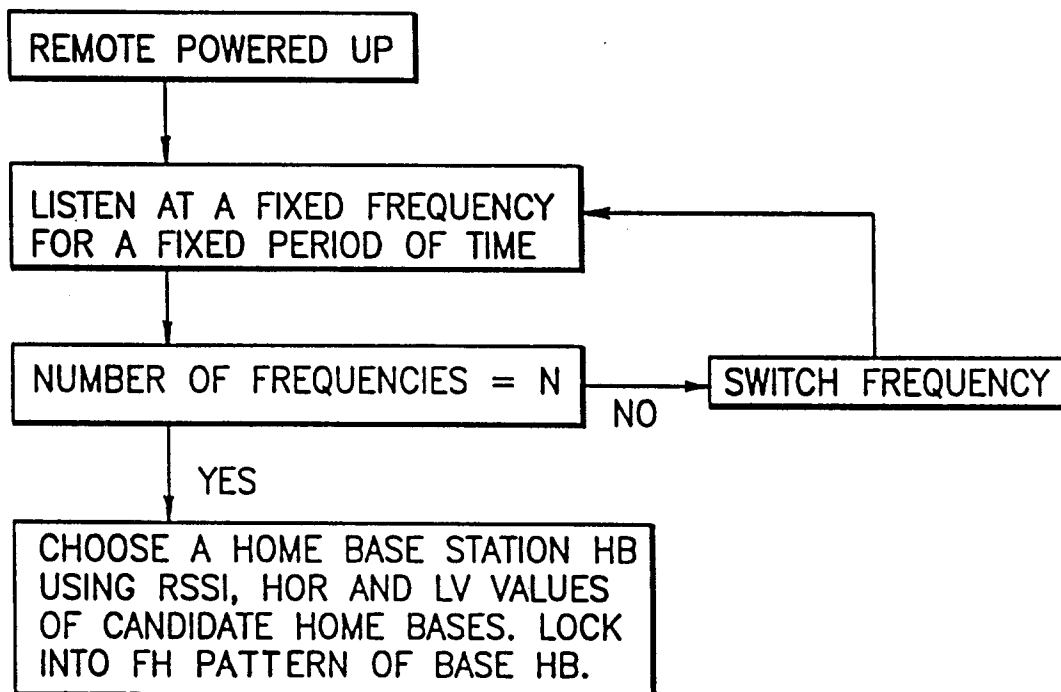 REMOTE POWERED UP
LISTEN AT A FIXED FREQUENCY
FOR A FIXED PERIOD OF TIME
NUMBER OF FREQUENCIES = N
NO
SWITCH FREQUENCY
YES
CHOOSE A HOME BASE STATION HB
USING RSSI, HOR AND LV VALUES
OF CANDIDATE HOME BASES. LOCK
INTO FH PATTERN OF BASE HB.